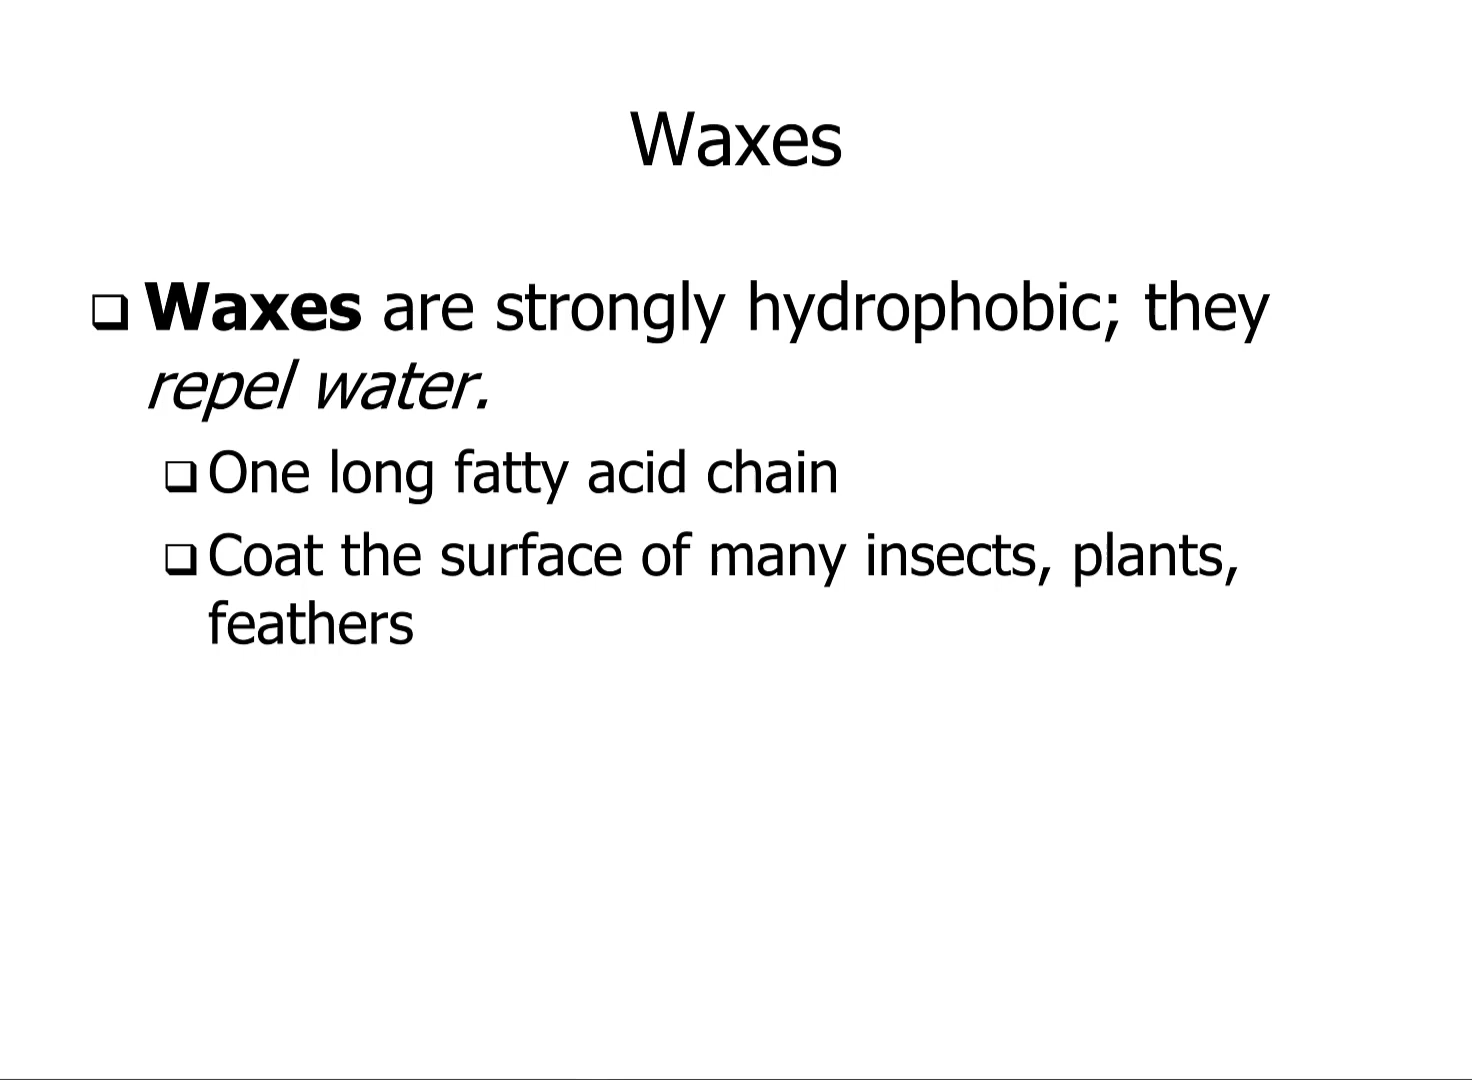 Waxes
❑ Waxes are strongly hydrophobic; they
repel water.
❑ One long fatty acid chain
❑ Coat the surface of many insects, plants,
feathers